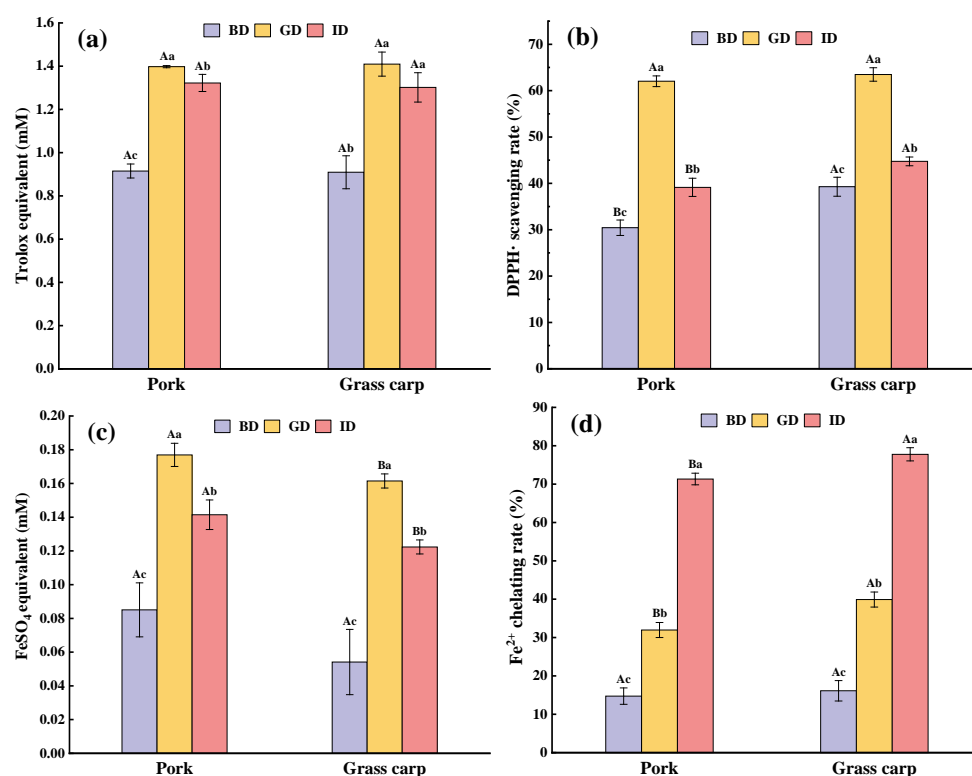 (a)
BD GD ID
Trolox equivalent (mM)
1.6
1.4
1.2
1.0
0.8
0.6
0.4
0.2
0.0
Ac Aa Ab
Ab Aa Aa
Pork Grass carp
(b)
BD GD ID
DPPH· scavenging rate (%)
70
60
50
40
30
20
10
0
Bc Aa Bb
Ac Aa Ab
Pork Grass carp
(c)
BD GD ID
FeSO₄ equivalent (mM)
0.20
0.18
0.16
0.14
0.12
0.10
0.08
0.06
0.04
0.02
0.00
Ac Aa Ab
Ac Ba Bb
Pork Grass carp
(d)
BD GD ID
Fe²⁺ chelating rate (%)
90
80
70
60
50
40
30
20
10
0
Ac Bb Ba
Ac Ab Aa
Pork Grass carp